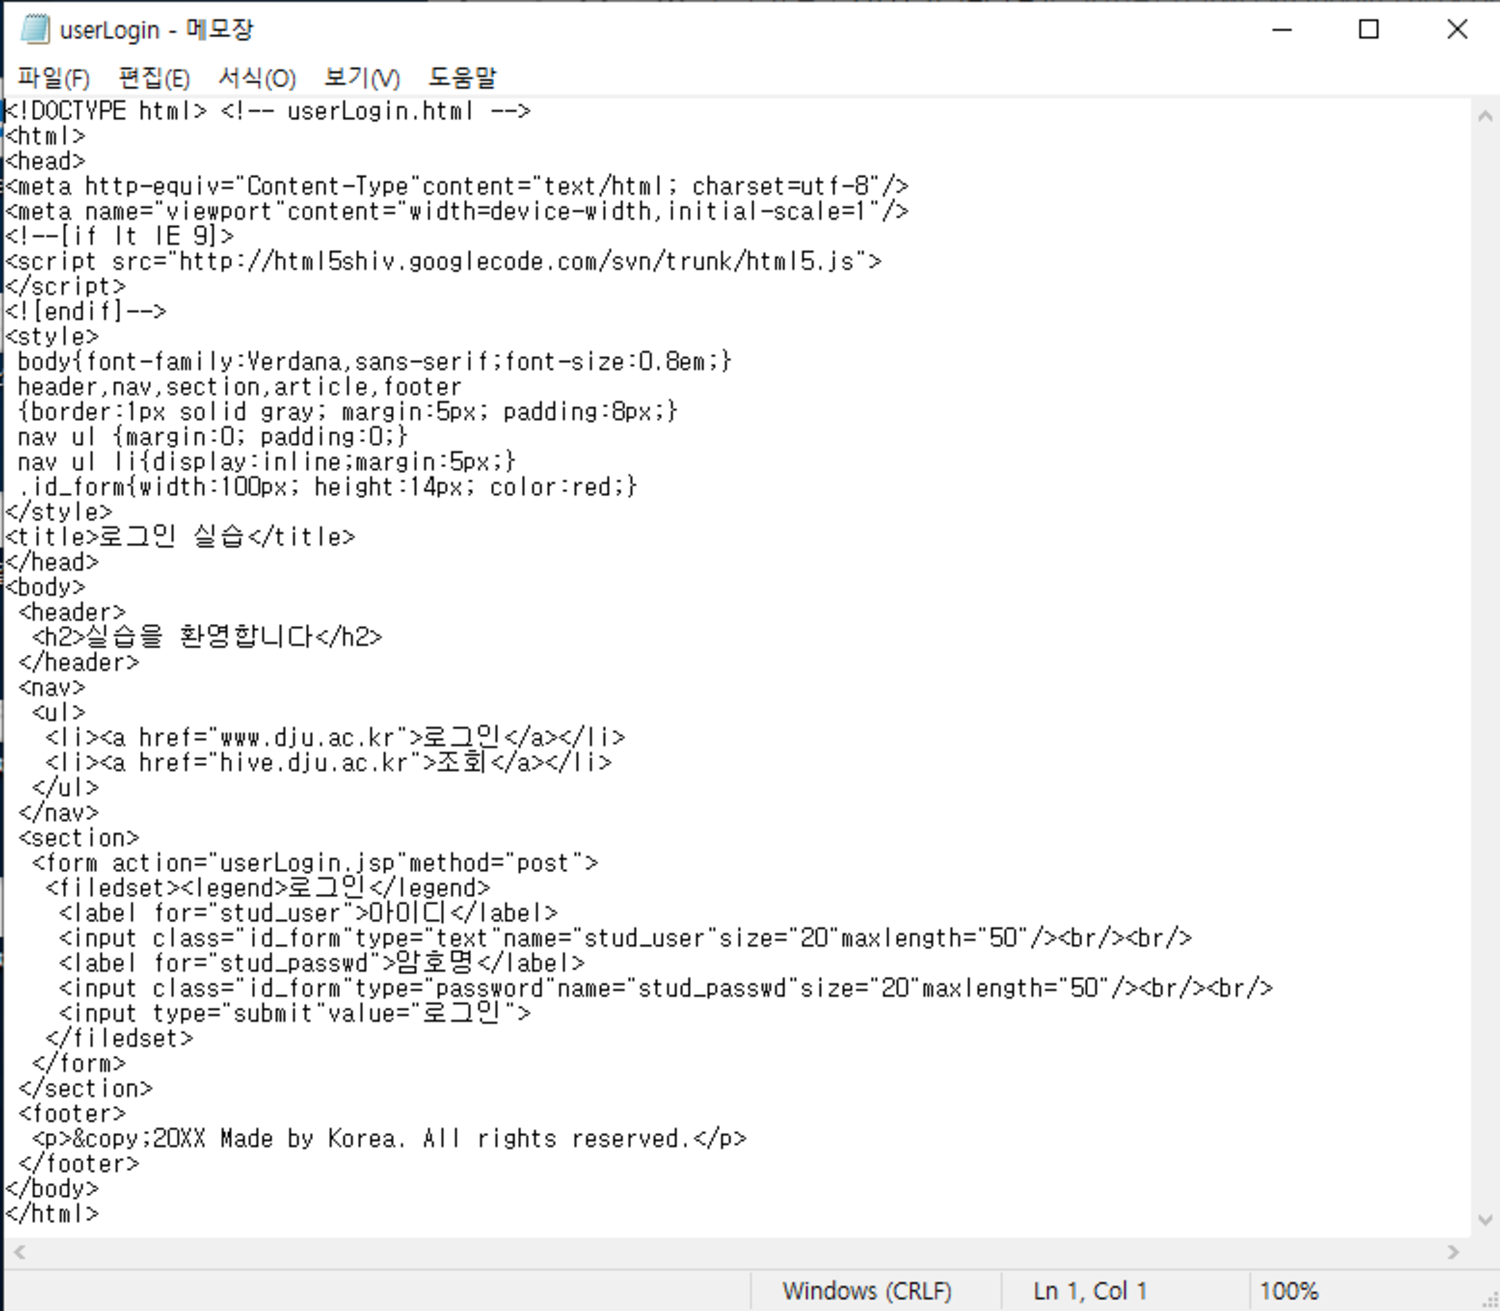 userLogin - 메모장
파일(F) 편집(E) 서식(O) 보기(V) 도움말
<!DOCTYPE html> <!-- userLogin.html -->
<html>
<head>
<meta http-equiv="Content-Type"content="text/html; charset=utf-8"/>
<meta name="viewport"content="width=device-width,initial-scale=1"/>
<!--[if lt IE 9]>
<script src="http://html5shiv.googlecode.com/svn/trunk/html5.js">
</script>
<![endif]-->
<style>
 body{font-family:Verdana,sans-serif;font-size:0.8em;}
 header,nav,section,article,footer
 {border:1px solid gray; margin:5px; padding:8px;}
 nav ul {margin:0; padding:0;}
 nav ul li{display:inline;margin:5px;}
 .id_form{width:100px; height:14px; color:red;}
</style>
<title>로그인 실습</title>
</head>
<body>
 <header>
  <h2>실습을 환영합니다</h2>
 </header>
 <nav>
  <ul>
   <li><a href="www.dju.ac.kr">로그인</a></li>
   <li><a href="hive.dju.ac.kr">조회</a></li>
  </ul>
 </nav>
 <section>
  <form action="userLogin.jsp"method="post">
   <filedset><legend>로그인</legend>
    <label for="stud_user">아이디</label>
    <input class="id_form"type="text"name="stud_user"size="20"maxlength="50"/><br/><br/>
    <label for="stud_passwd">암호명</label>
    <input class="id_form"type="password"name="stud_passwd"size="20"maxlength="50"/><br/><br/>
    <input type="submit"value="로그인">
   </filedset>
  </form>
 </section>
 <footer>
  <p>&copy;20XX Made by Korea. All rights reserved.</p>
 </footer>
</body>
</html>
Windows (CRLF) Ln 1, Col 1 100%